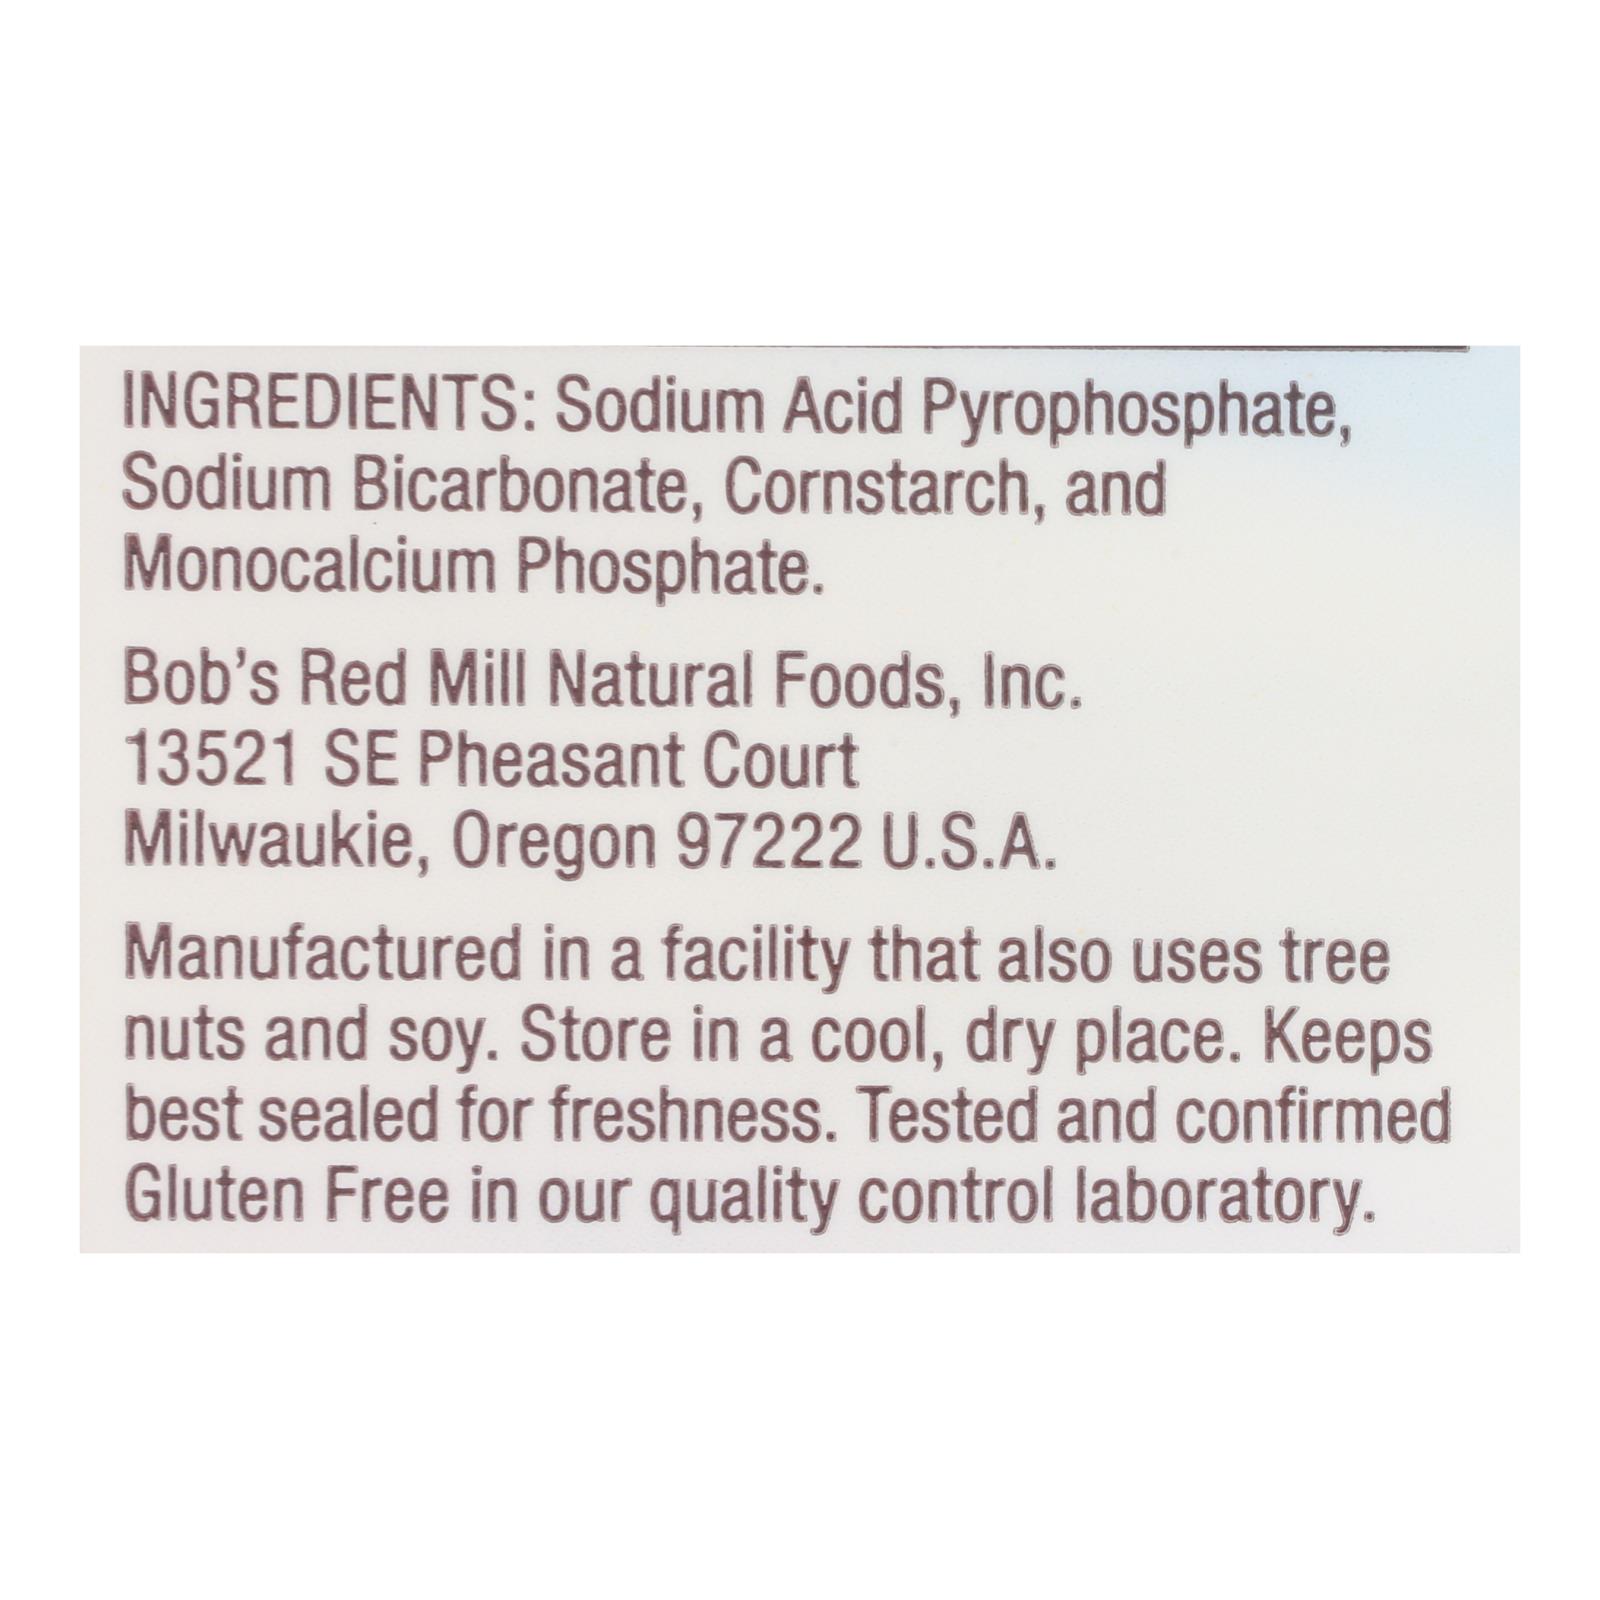 INGREDIENTS: Sodium Acid Pyrophosphate,
Sodium Bicarbonate, Cornstarch, and
Monocalcium Phosphate.
Bob’s Red Mill Natural Foods, Inc.
13521 SE Pheasant Court
Milwaukie, Oregon 97222 U.S.A.
Manufactured in a facility that also uses tree
nuts and soy. Store in a cool, dry place. Keeps
best sealed for freshness. Tested and confirmed
Gluten Free in our quality control laboratory.